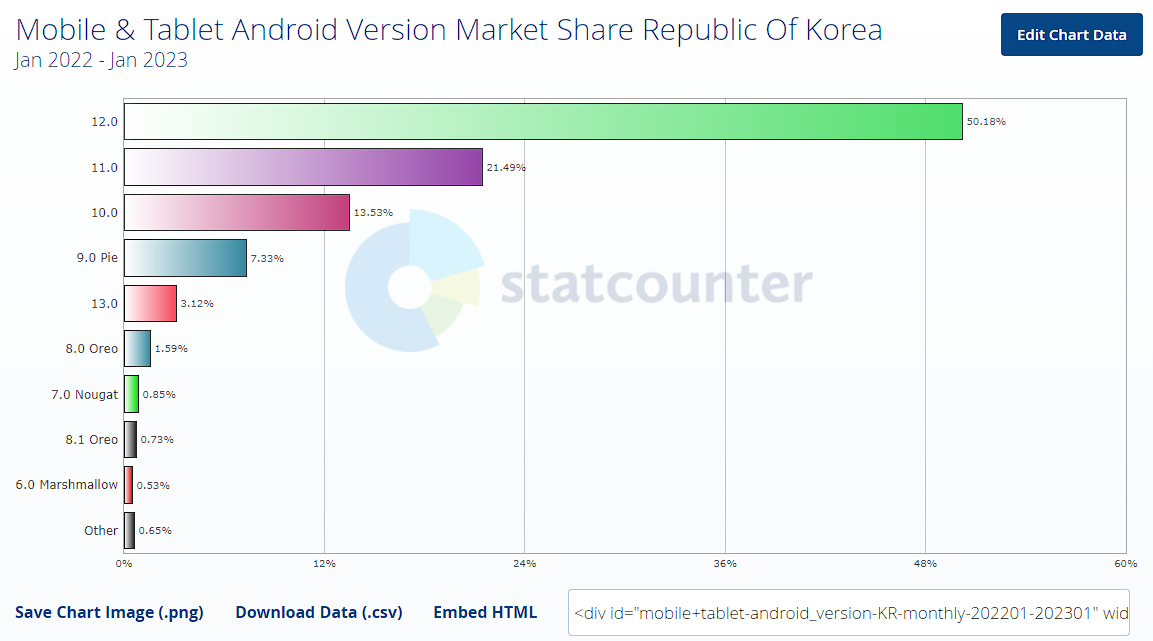 Mobile & Tablet Android Version Market Share Republic Of Korea
Jan 2022 - Jan 2023
Edit Chart Data
12.0 50.18%
11.0 21.49%
10.0 13.53%
9.0 Pie 7.33%
statcounter
13.0 3.12%
8.0 Oreo 1.59%
7.0 Nougat 0.85%
8.1 Oreo 0.73%
6.0 Marshmallow 0.53%
Other 0.65%
0% 12% 24% 36% 48% 60%
Save Chart Image (.png) Download Data (.csv) Embed HTML <div id="mobile+tablet-android_version-KR-monthly-202201-202301" wid